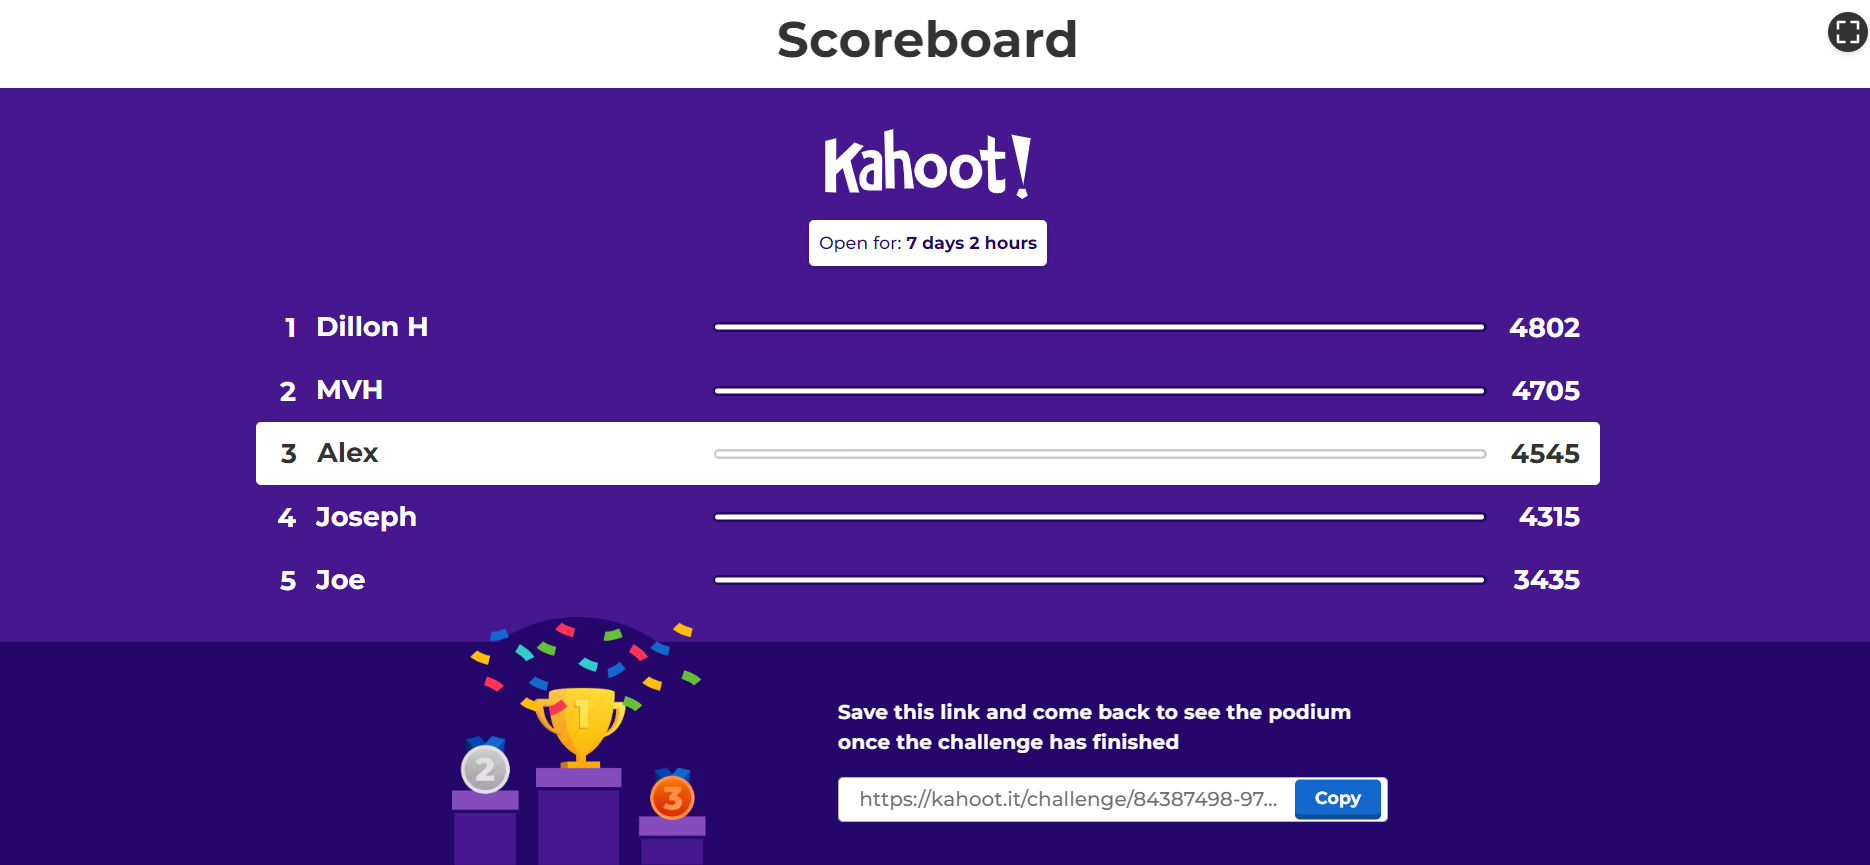 Scoreboard
Kahoot!
Open for: 7 days 2 hours
1 Dillon H 4802
2 MVH 4705
3 Alex 4545
4 Joseph 4315
5 Joe 3435
1
2
3
Save this link and come back to see the podium
once the challenge has finished
https://kahoot.it/challenge/84387498-97... Copy